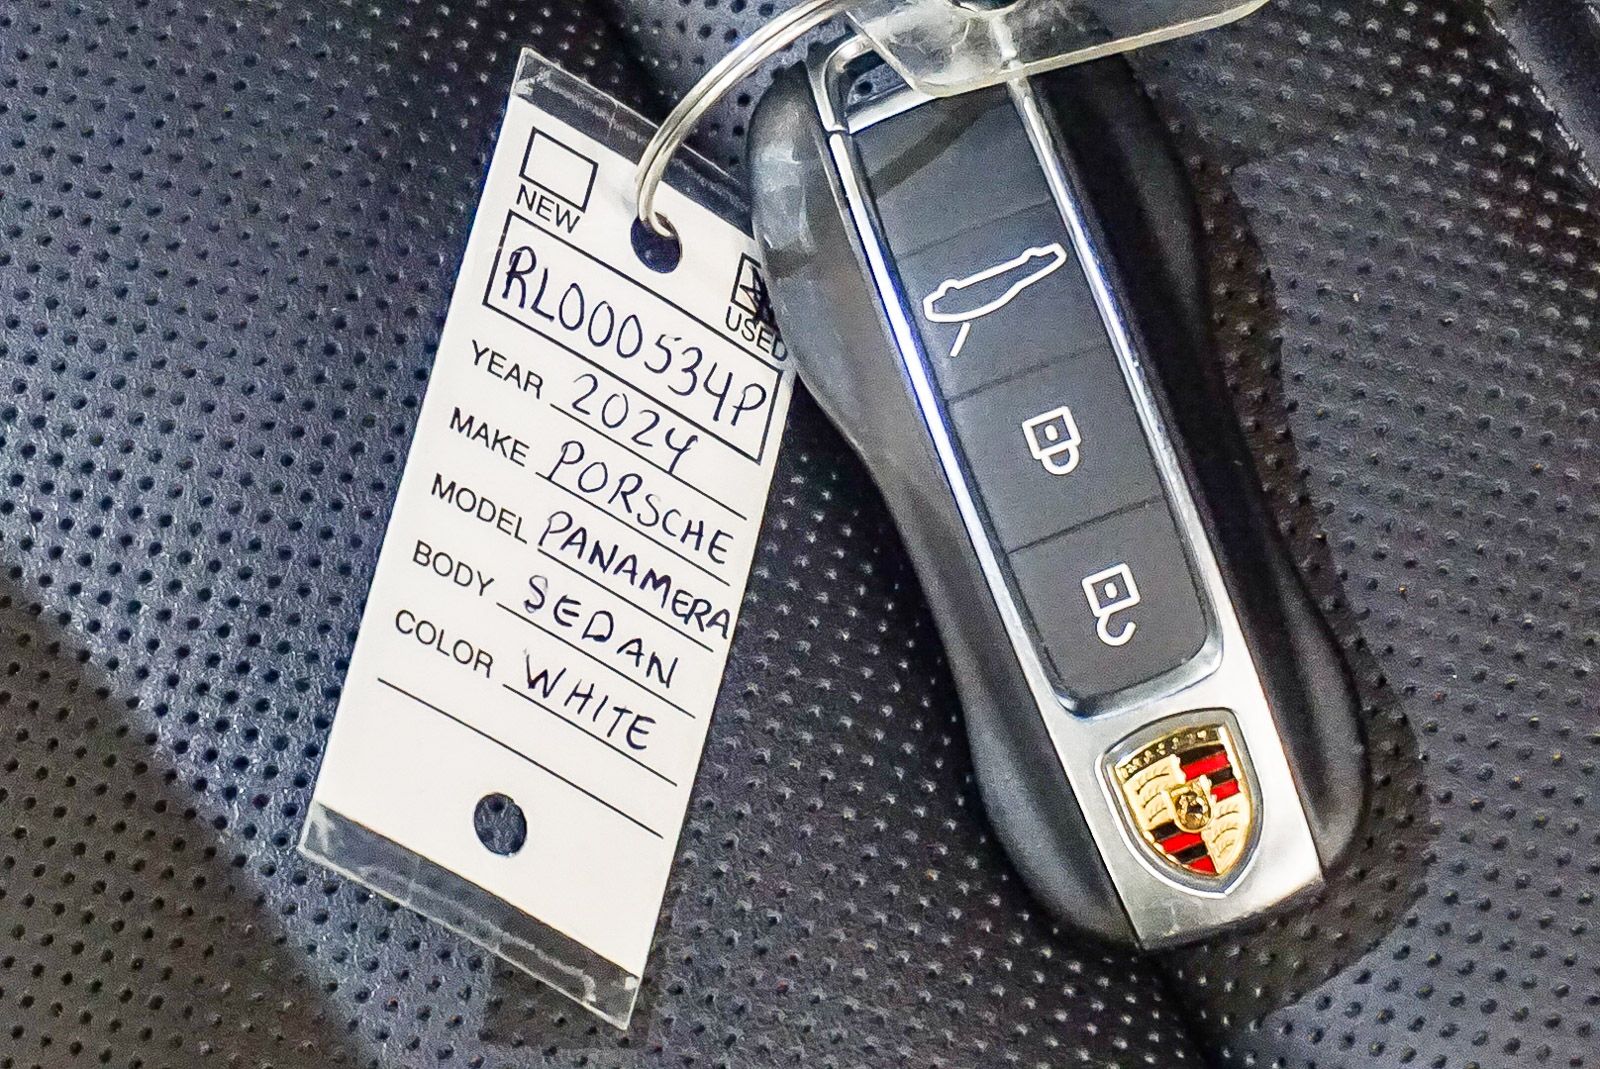 NEW
USED
RL000534P
YEAR 2024
MAKE PORSCHE
MODEL PANAMERA
BODY SEDAN
COLOR WHITE